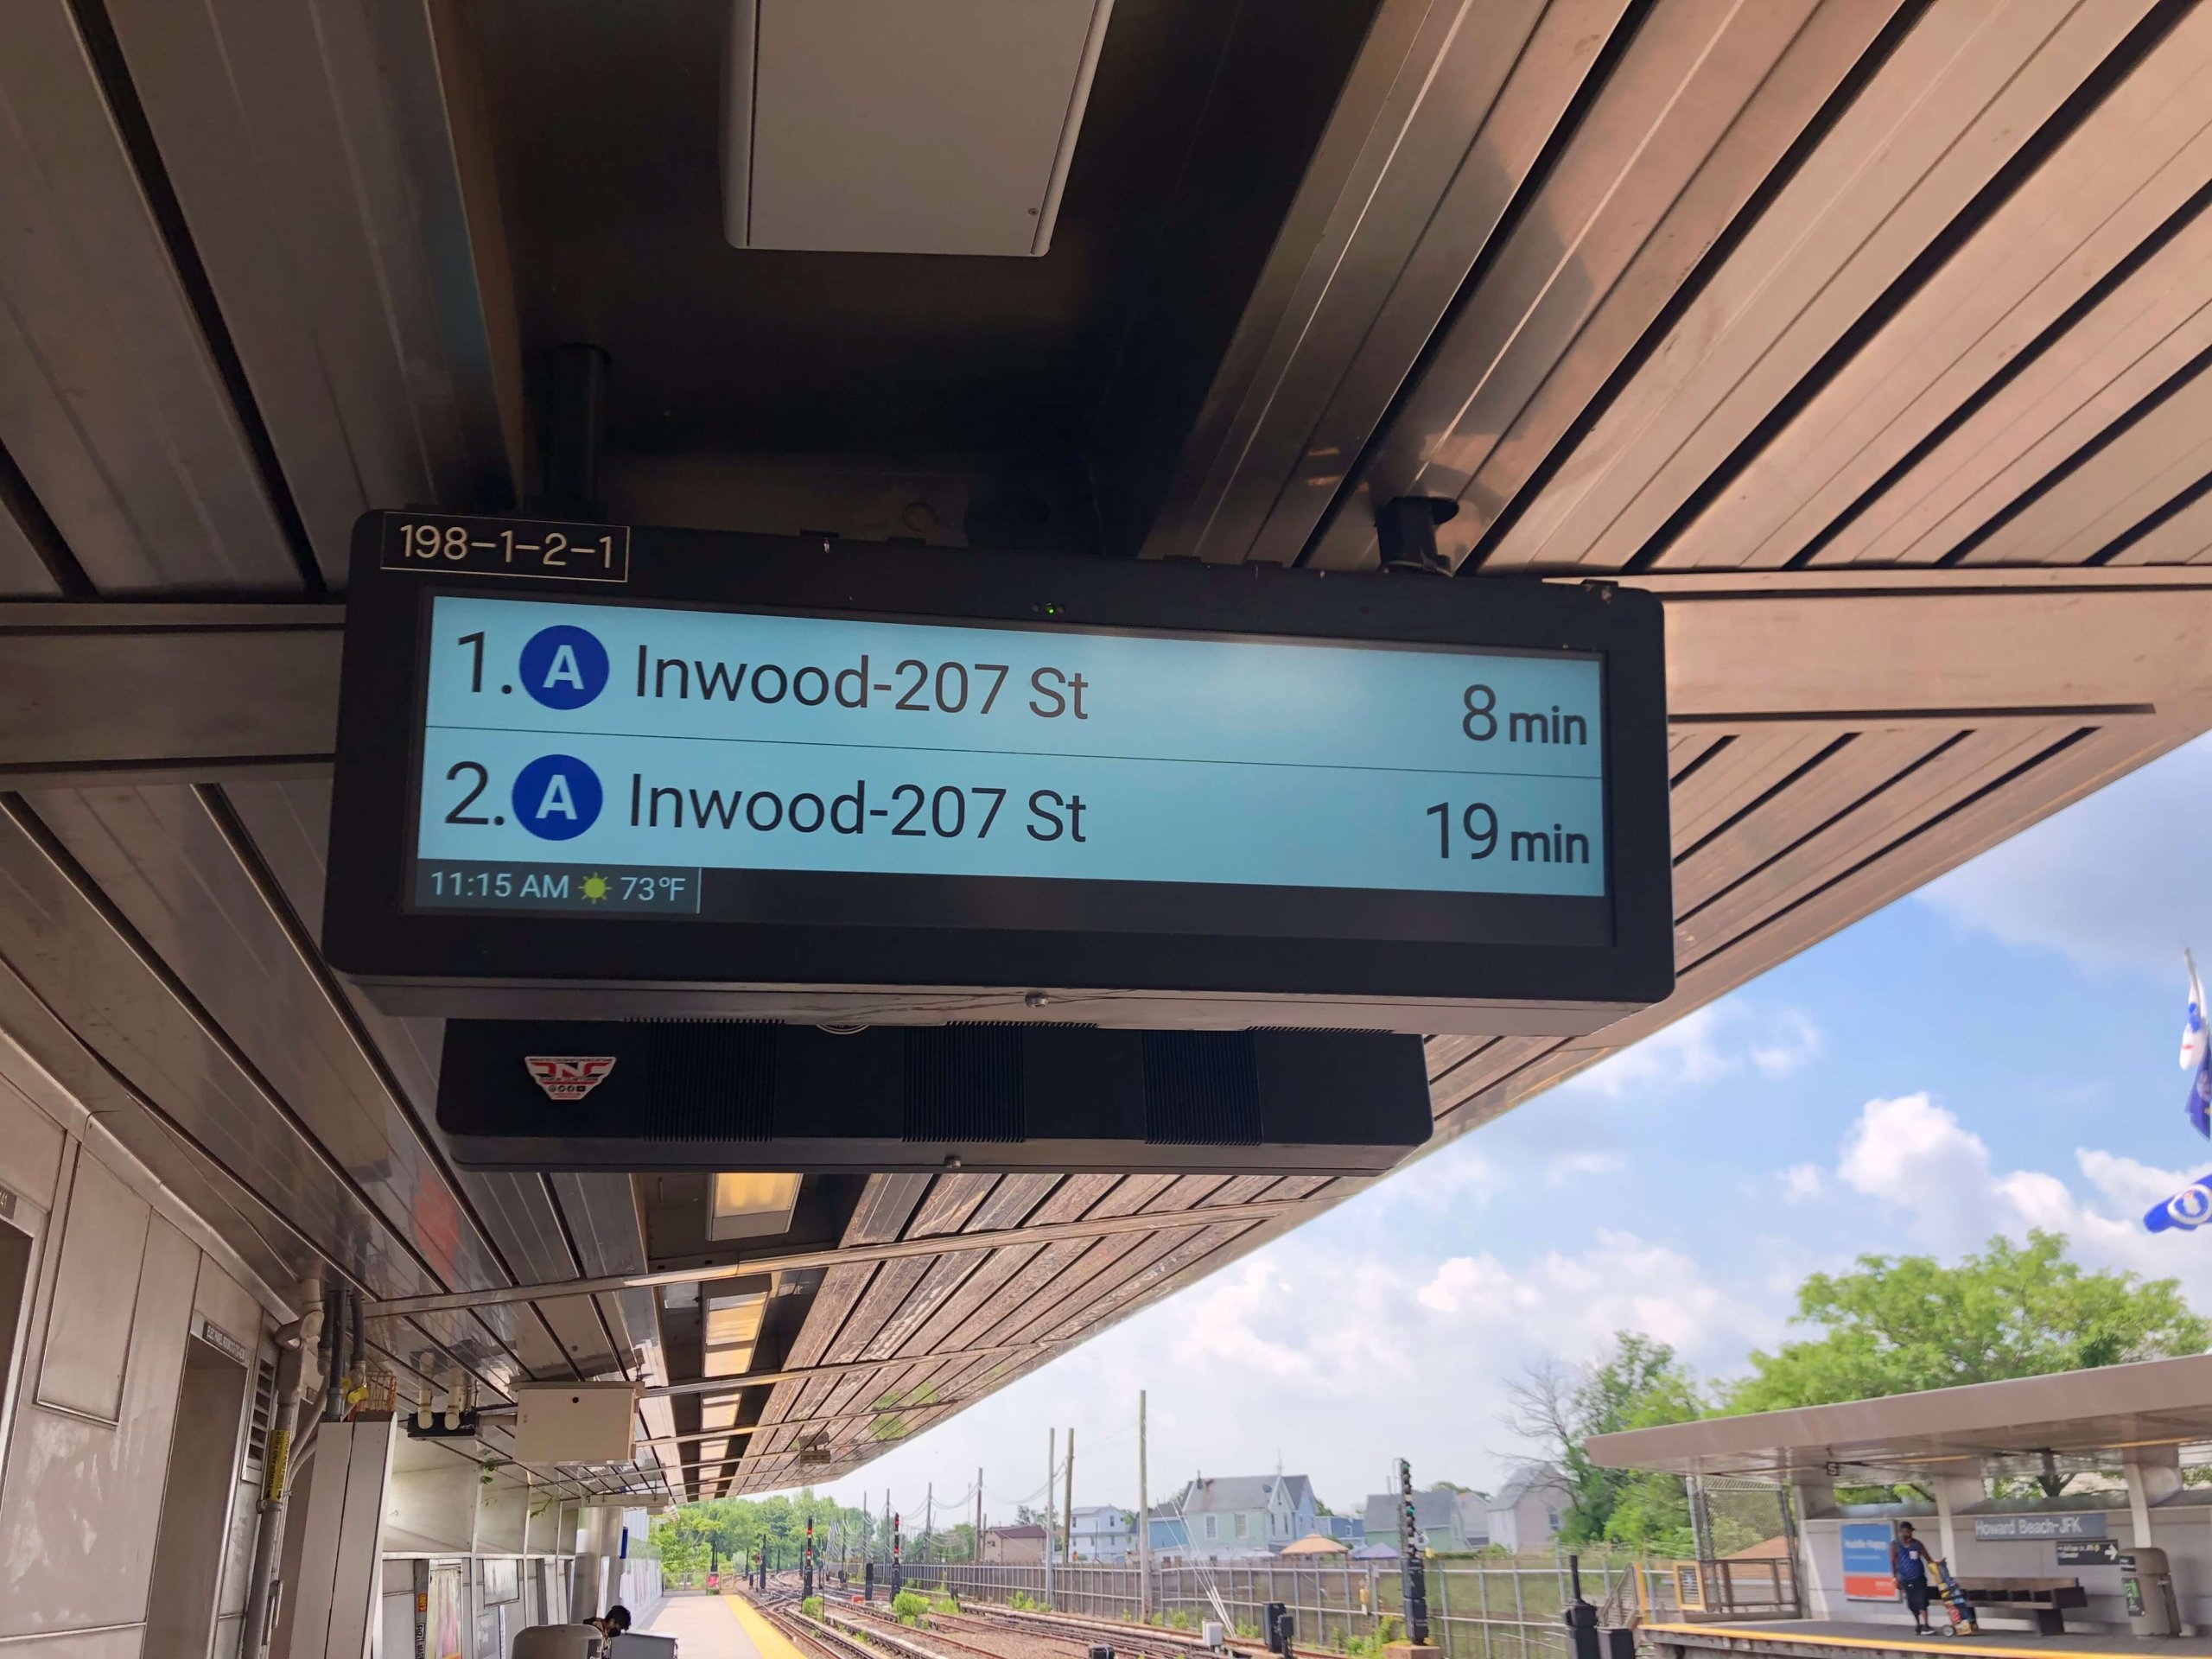 198-1-2-1
1. A Inwood-207 St 8 min
2. A Inwood-207 St 19 min
11:15 AM 73°F
Howard Beach-JFK